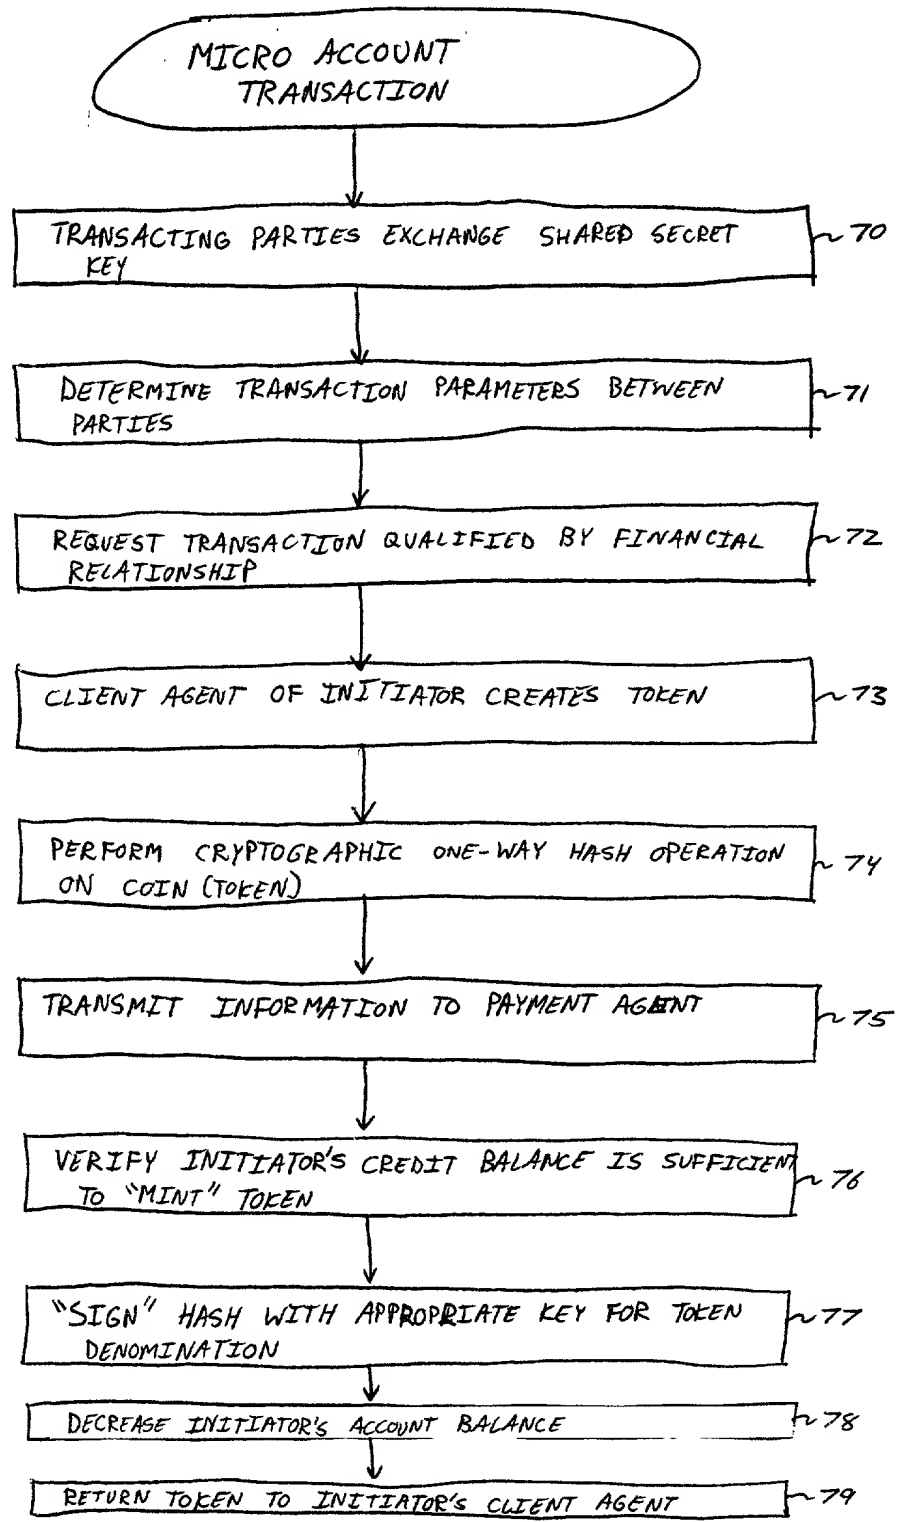 MICRO ACCOUNT
TRANSACTION
TRANSACTING PARTIES EXCHANGE SHARED SECRET
KEY
70
DETERMINE TRANSACTION PARAMETERS BETWEEN
PARTIES
71
REQUEST TRANSACTION QUALIFIED BY FINANCIAL
RELATIONSHIP
72
CLIENT AGENT OF INITIATOR CREATES TOKEN
73
PERFORM CRYPTOGRAPHIC ONE-WAY HASH OPERATION
ON COIN (TOKEN)
74
TRANSMIT INFORMATION TO PAYMENT AGENT
75
VERIFY INITIATOR'S CREDIT BALANCE IS SUFFICIENT
TO "MINT" TOKEN
76
"SIGN" HASH WITH APPROPRIATE KEY FOR TOKEN
DENOMINATION
77
DECREASE INITIATOR'S ACCOUNT BALANCE
78
RETURN TOKEN TO INITIATOR'S CLIENT AGENT
79